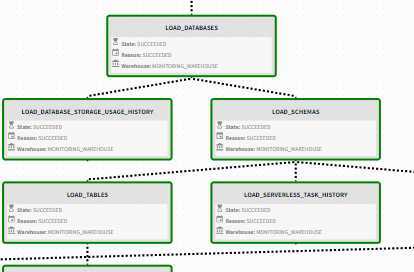 LOAD_DATABASES
State: SUCCEEDED
Reason: SUCCEEDED
Warehouse: MONITORING_WAREHOUSE
LOAD_DATABASE_STORAGE_USAGE_HISTORY
State: SUCCEEDED
Reason: SUCCEEDED
Warehouse: MONITORING_WAREHOUSE
LOAD_SCHEMAS
State: SUCCEEDED
Reason: SUCCEEDED
Warehouse: MONITORING_WAREHOUSE
LOAD_TABLES
State: SUCCEEDED
Reason: SUCCEEDED
Warehouse: MONITORING_WAREHOUSE
LOAD_SERVERLESS_TASK_HISTORY
State: SUCCEEDED
Reason: SUCCEEDED
Warehouse: MONITORING_WAREHOUSE